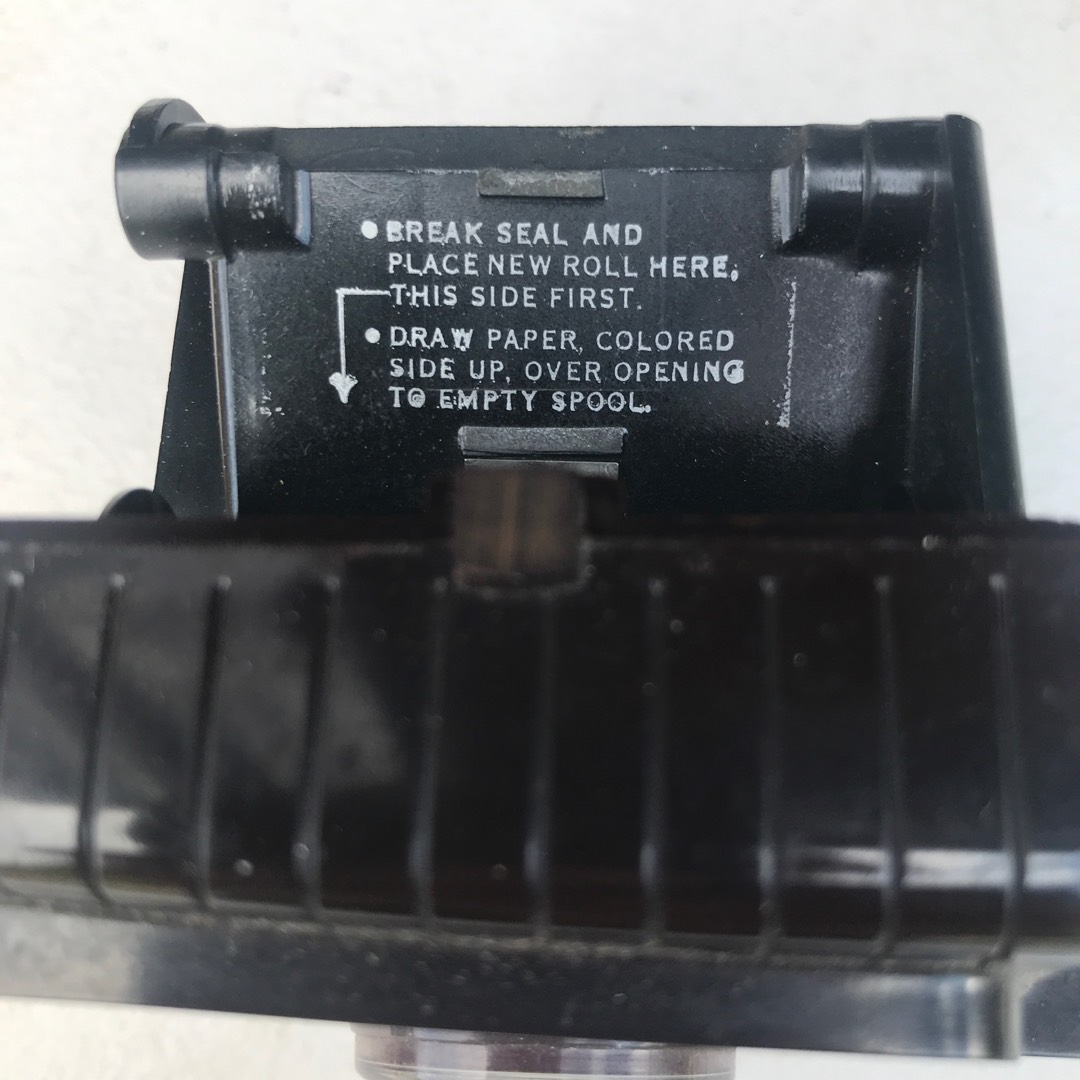 • BREAK SEAL AND
PLACE NEW ROLL HERE,
THIS SIDE FIRST.
• DRAW PAPER, COLORED
SIDE UP, OVER OPENING
TO EMPTY SPOOL.